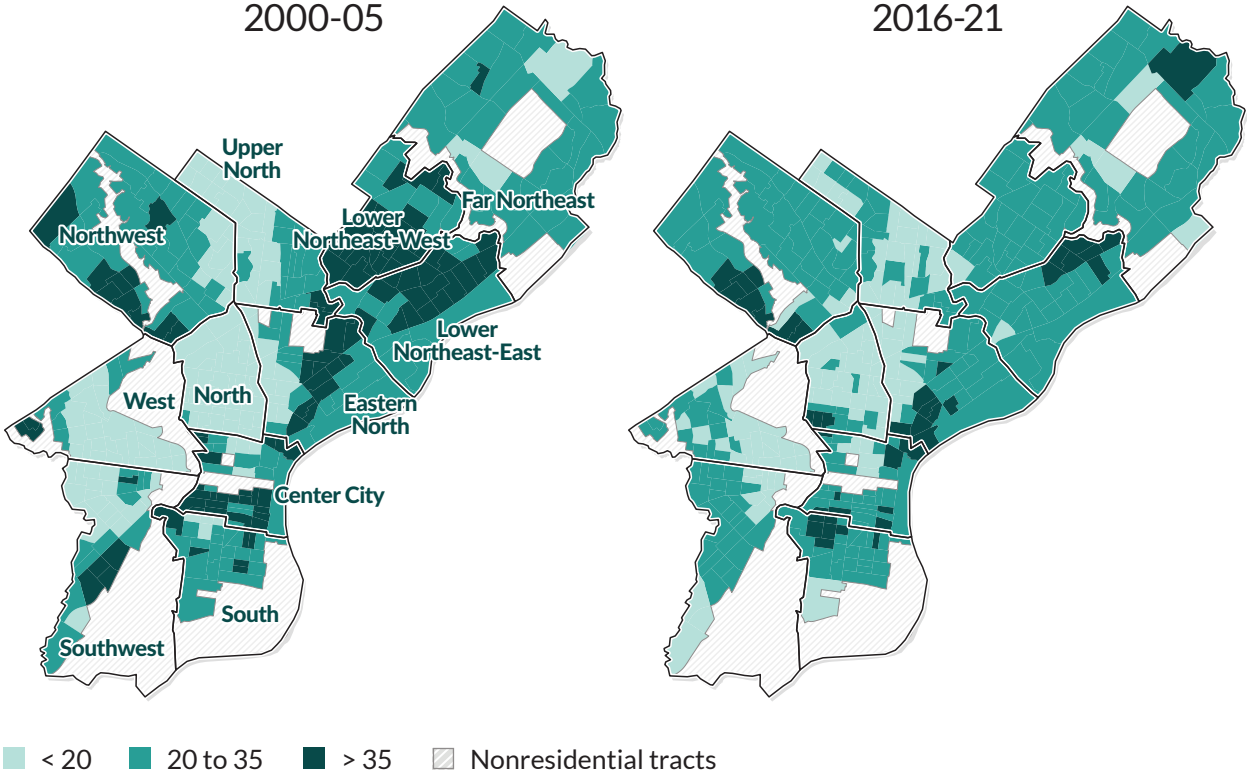 2000-05
2016-21
Upper
North
Far Northeast
Lower
Northeast-West
Northwest
Lower
Northeast-East
West
North
Eastern
North
Center City
South
Southwest
< 20
20 to 35
> 35
Nonresidential tracts